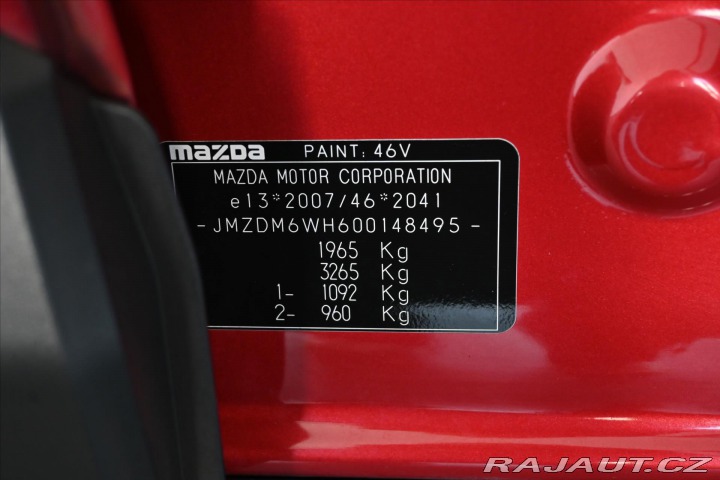 mazda PAINT: 46V
MAZDA MOTOR CORPORATION
e13*2007/46*2041
-JMZDM6WH600148495-
1965 Kg
3265 Kg
1- 1092 Kg
2- 960 Kg
RAJAUT.CZ